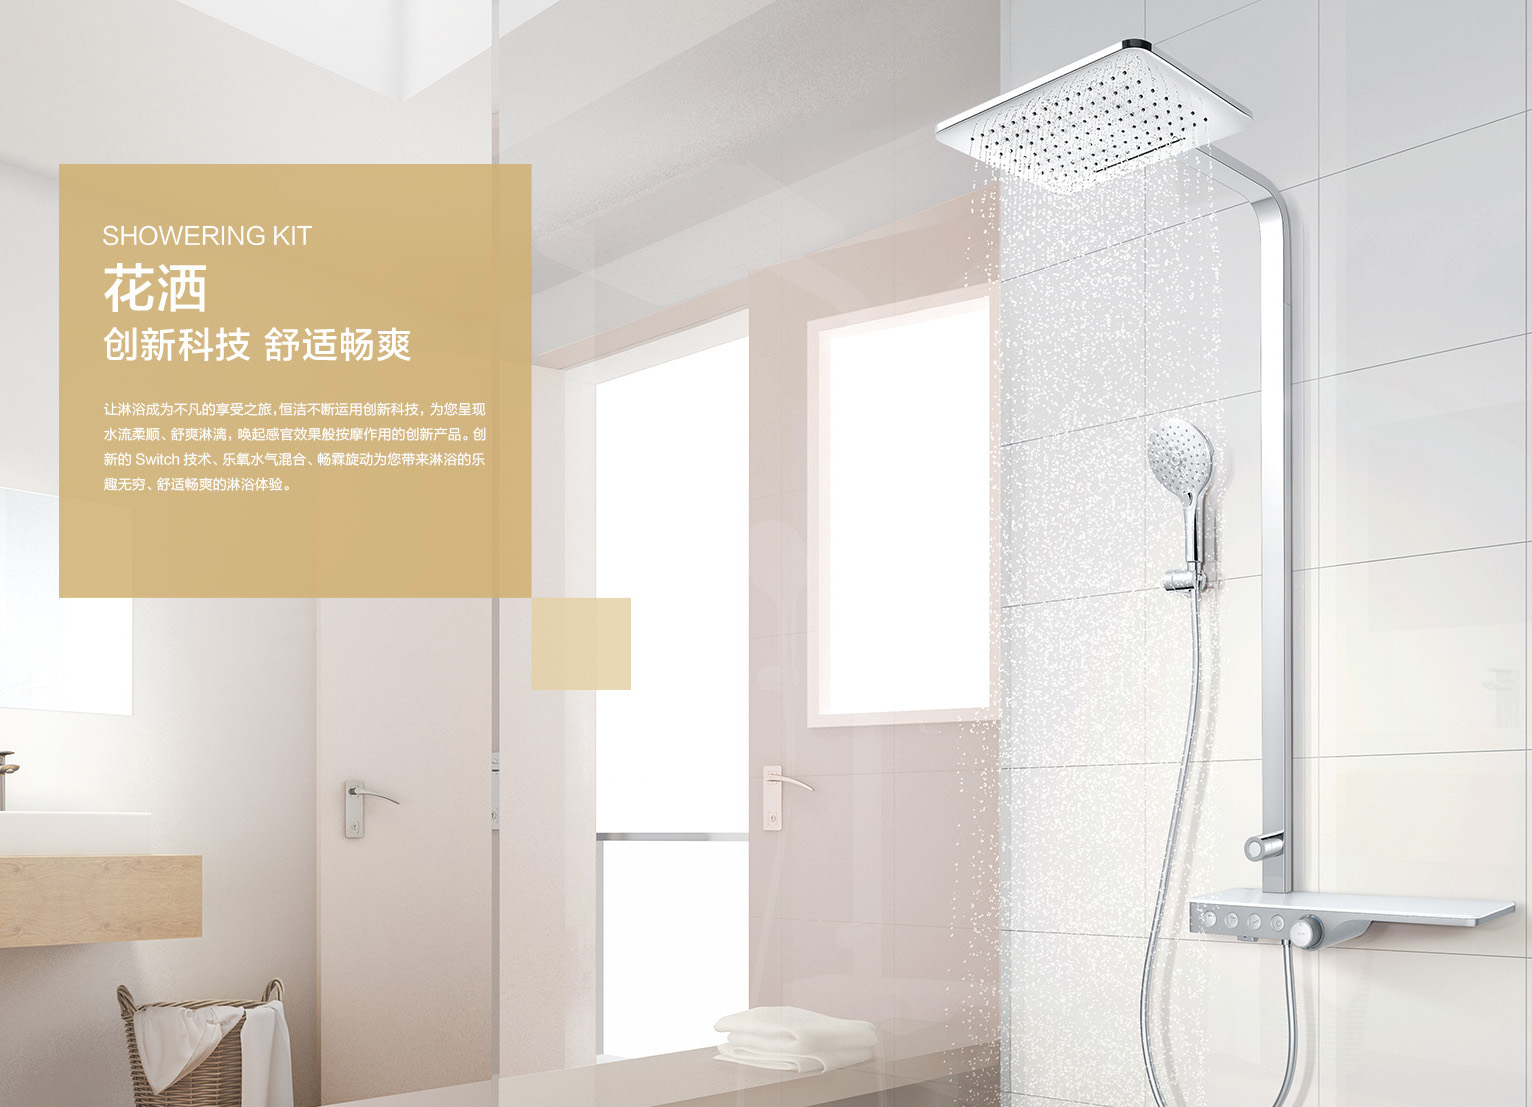 SHOWERING KIT
花洒
创新科技 舒适畅爽
让淋浴成为不凡的享受之旅，恒洁不断运用创新科技，为您呈现
水流柔顺、舒爽淋漓，唤起感官效果般按摩作用的创新产品。创
新的 Switch 技术、乐氧水气混合、畅霖旋动为您带来淋浴的乐
趣无穷、舒适畅爽的淋浴体验。